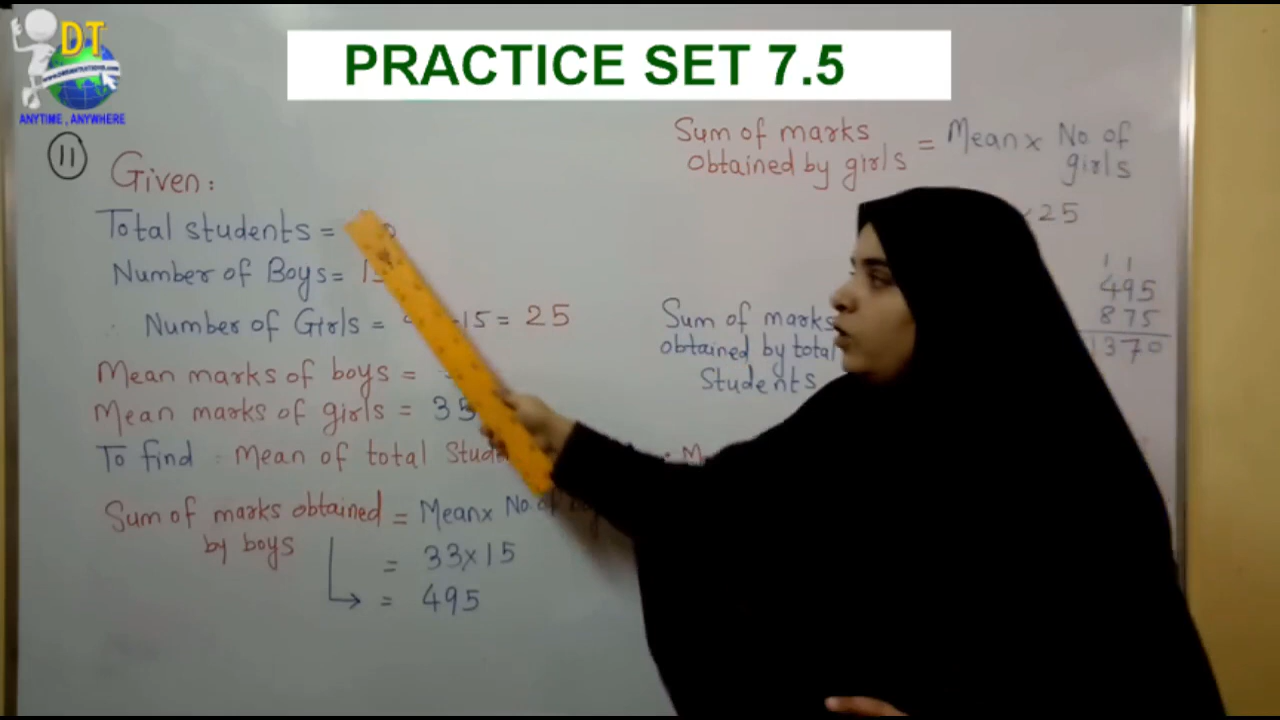 DT
ANYTIME , ANYWHERE
PRACTICE SET 7.5
11
Given:
Total students =
Number of Boys =
∴ Number of Girls = -15 = 25
Mean marks of boys =
Mean marks of girls = 35
To find : Mean of total
Sum of marks obtained by boys = Mean x No of
= 33x15
= 495
Sum of marks
Obtained by girls = Mean x No of girls
25
1 1
495
875
1370
Sum of marks
obtained by total
Students